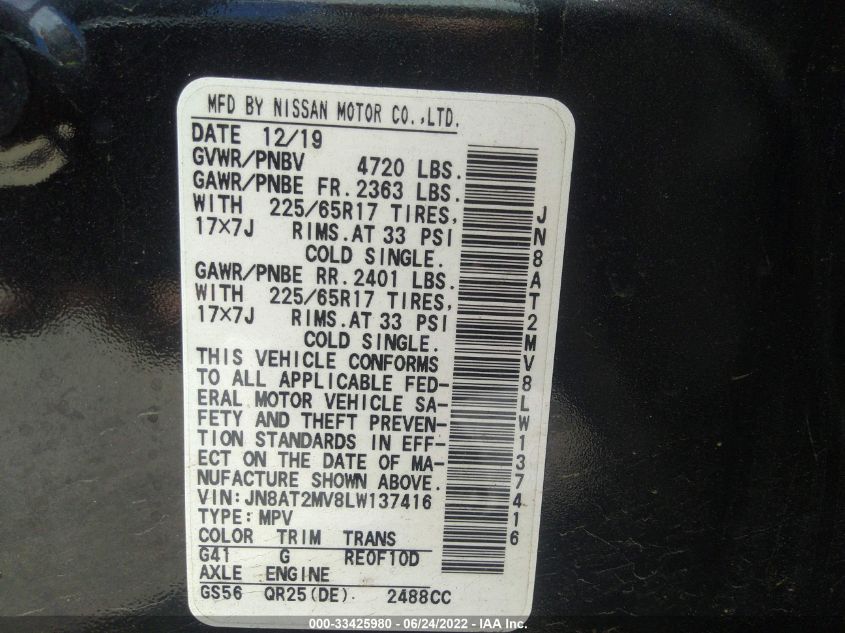 MFD BY NISSAN MOTOR CO.,LTD.
DATE 12/19
GVWR/PNBV 4720 LBS.
GAWR/PNBE FR. 2363 LBS.
WITH 225/65R17 TIRES,
17×7J RIMS.AT 33 PSI
COLD SINGLE.
GAWR/PNBE RR. 2401 LBS.
WITH 225/65R17 TIRES,
17×7J RIMS.AT 33 PSI
COLD SINGLE.
THIS VEHICLE CONFORMS
TO ALL APPLICABLE FED-
ERAL MOTOR VEHICLE SA-
FETY AND THEFT PREVEN-
TION STANDARDS IN EFF-
ECT ON THE DATE OF MA-
NUFACTURE SHOWN ABOVE.
VIN:JN8AT2MV8LW137416
TYPE:MPV
COLOR TRIM TRANS
G41 G RE0F10D
AXLE ENGINE
GS56 QR25(DE). 2488CC
JN8AT2MV8LW137416
000-33425980 - 06/24/2022 - IAA Inc.